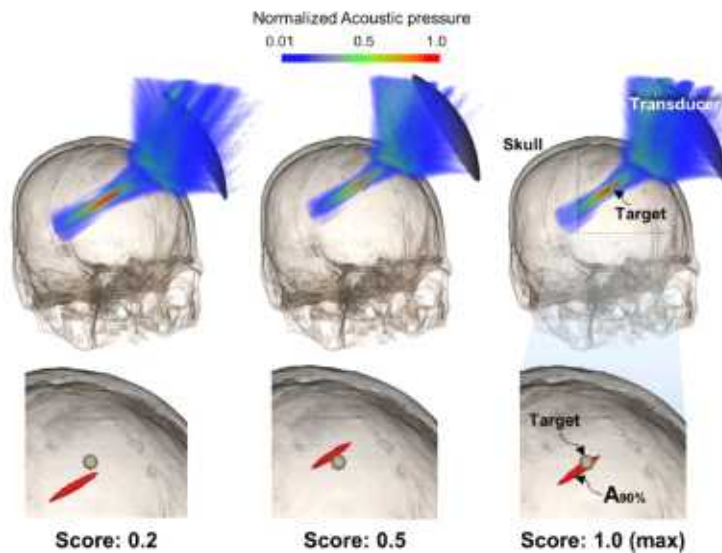 Normalized Acoustic pressure
0.01 0.5 1.0
Transducer
Skull
Target
Target
A90%
Score: 0.2 Score: 0.5 Score: 1.0 (max)